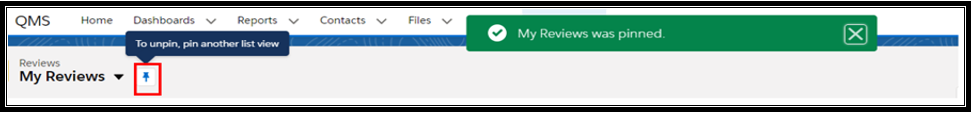 QMS Home Dashboards Reports Contacts Files
My Reviews was pinned.
To unpin, pin another list view
Reviews
My Reviews